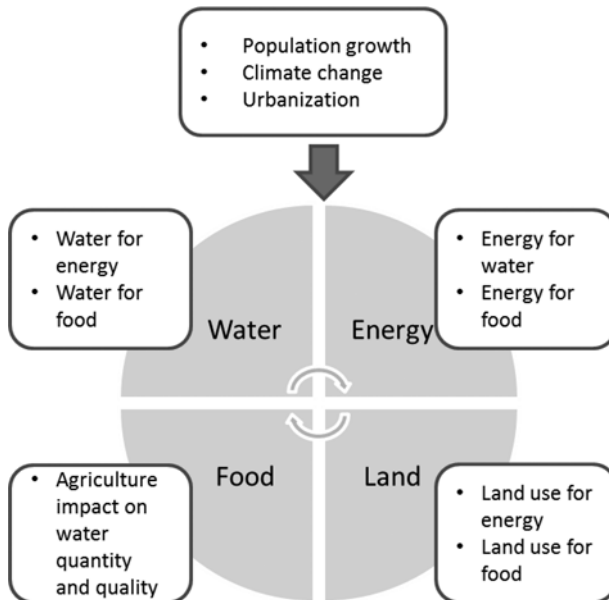 • Population growth
• Climate change
• Urbanization
• Water for
energy
• Water for
food
• Energy for
water
• Energy for
food
Water
Energy
Food
Land
• Agriculture
impact on
water
quantity
and quality
• Land use for
energy
• Land use for
food